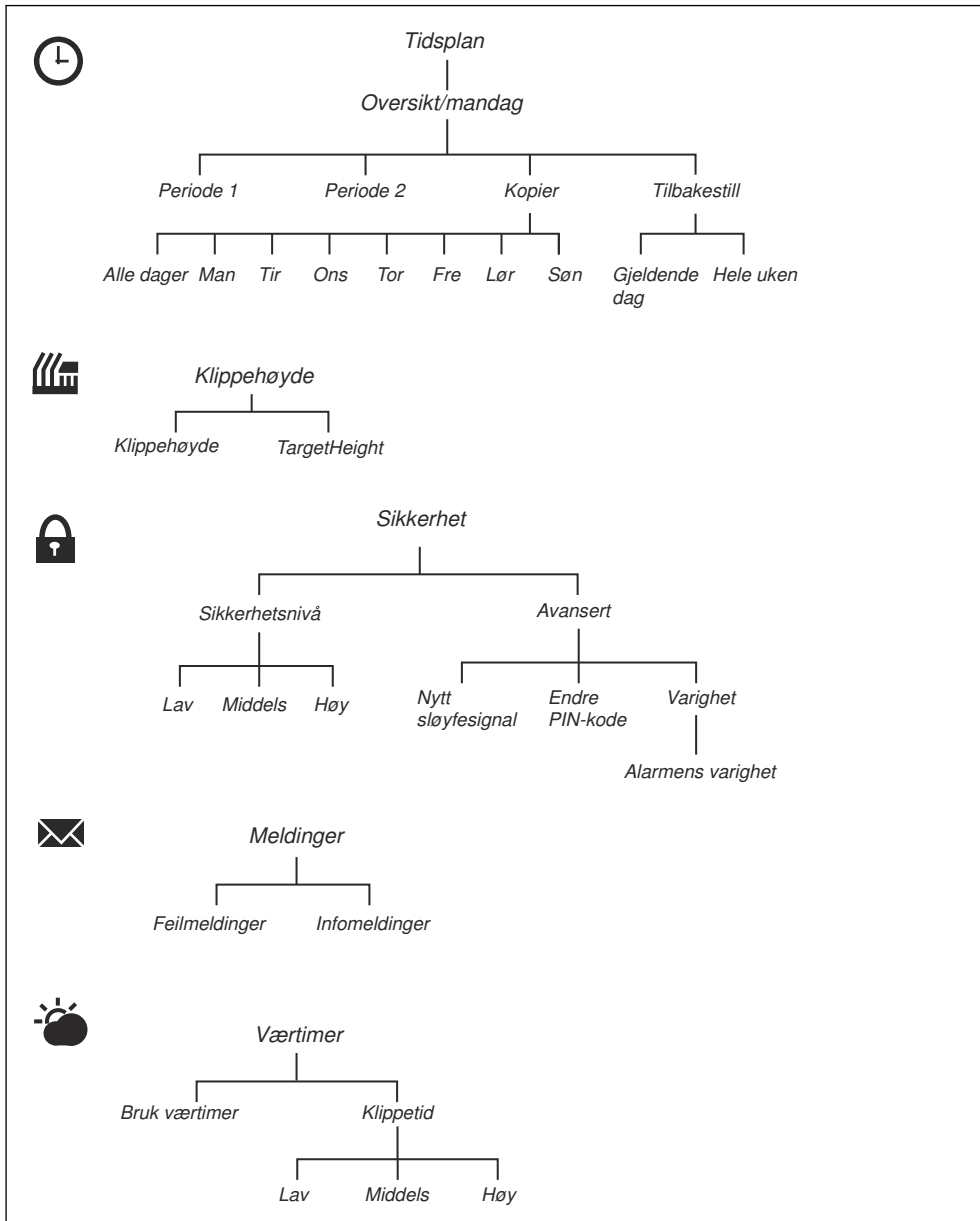 Tidsplan
Oversikt/mandag
Periode 1 Periode 2 Kopier Tilbakestill
Alle dager Man Tir Ons Tor Fre Lør Søn Gjeldende dag Hele uken
Klippehøyde
Klippehøyde TargetHeight
Sikkerhet
Sikkerhetsnivå Avansert
Lav Middels Høy Nytt sløyfesignal Endre PIN-kode Varighet
Alarmens varighet
Meldinger
Feilmeldinger Infomeldinger
Værtimer
Bruk værtimer Klippetid
Lav Middels Høy